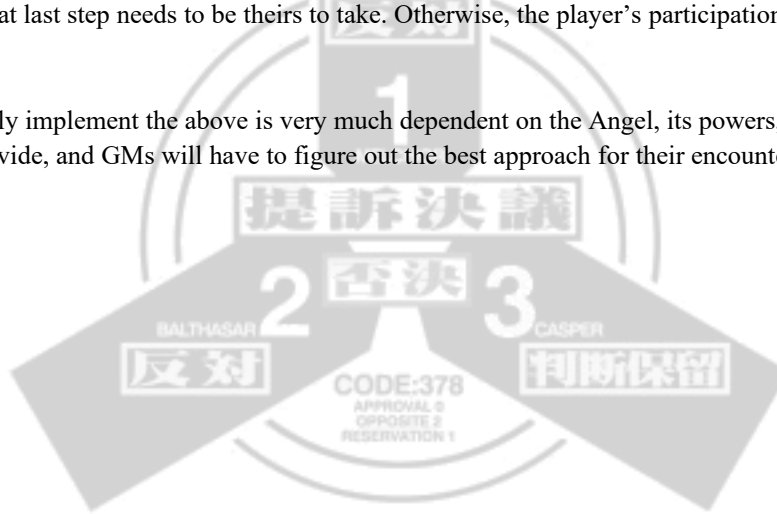 at last step needs to be theirs to take. Otherwise, the player's participation
反対
1
ly implement the above is very much dependent on the Angel, its powers,
vide, and GMs will have to figure out the best approach for their encounte
提訴決議
否決
2
3
BALTHASAR
CASPER
反対
判断保留
CODE:378
APPROVAL 0
OPPOSITE 2
RESERVATION 1